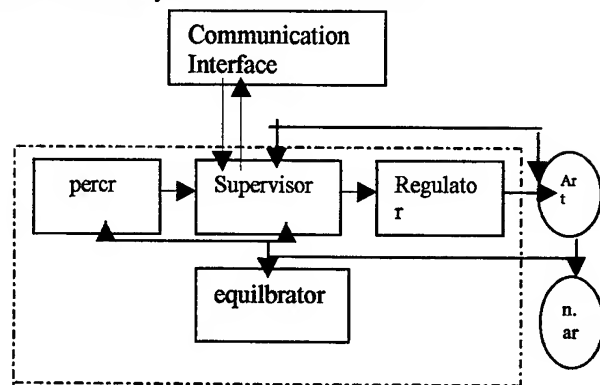 Communication
Interface
percr
Supervisor
Regulato
r
Ar
t
equilbrator
n.
ar